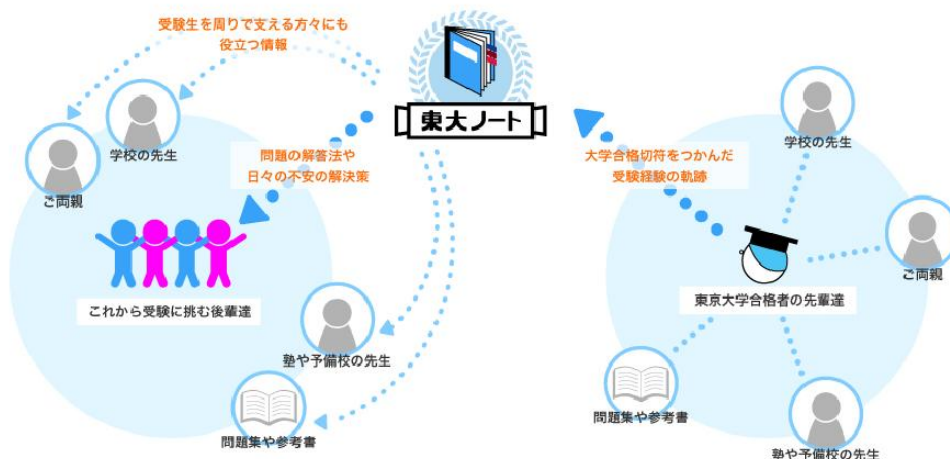 受験生を周りで支える方々にも
役立つ情報
東大ノート
学校の先生
ご両親
問題の解答法や
日々の不安の解決策
これから受験に挑む後輩達
塾や予備校の先生
問題集や参考書
大学合格切符をつかんだ
受験経験の軌跡
学校の先生
ご両親
東京大学合格者の先輩達
問題集や参考書
塾や予備校の先生